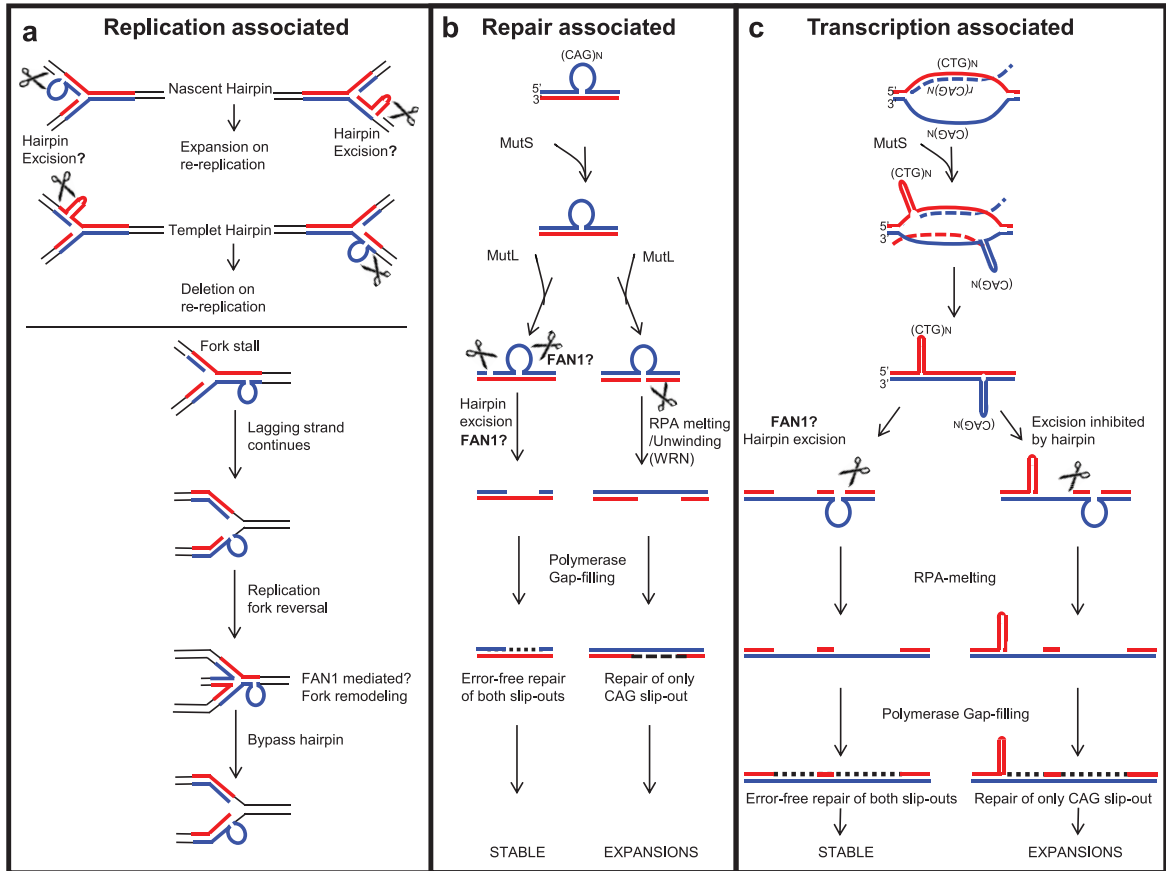 a
Replication associated
Nascent Hairpin
Hairpin
Excision?
Hairpin
Excision?
Expansion on
re-replication
Templet Hairpin
Deletion on
re-replication
Fork stall
Lagging strand
continues
Replication
fork reversal
FAN1 mediated?
Fork remodeling
Bypass hairpin
b
Repair associated
(CAG)N
5'
3'
MutS
MutL
MutL
FAN1?
Hairpin
excision
FAN1?
RPA melting
/Unwinding
(WRN)
Polymerase
Gap-filling
Error-free repair
of both slip-outs
Repair of only
CAG slip-out
STABLE
EXPANSIONS
c
Transcription associated
(CTG)N
r(CAG)N
5'
3'
(CAG)N
MutS
(CTG)N
5'
3'
(CAG)N
(CTG)N
5'
3'
(CAG)N
FAN1?
Hairpin excision
Excision inhibited
by hairpin
RPA-melting
Polymerase Gap-filling
Error-free repair of both slip-outs
Repair of only CAG slip-out
STABLE
EXPANSIONS